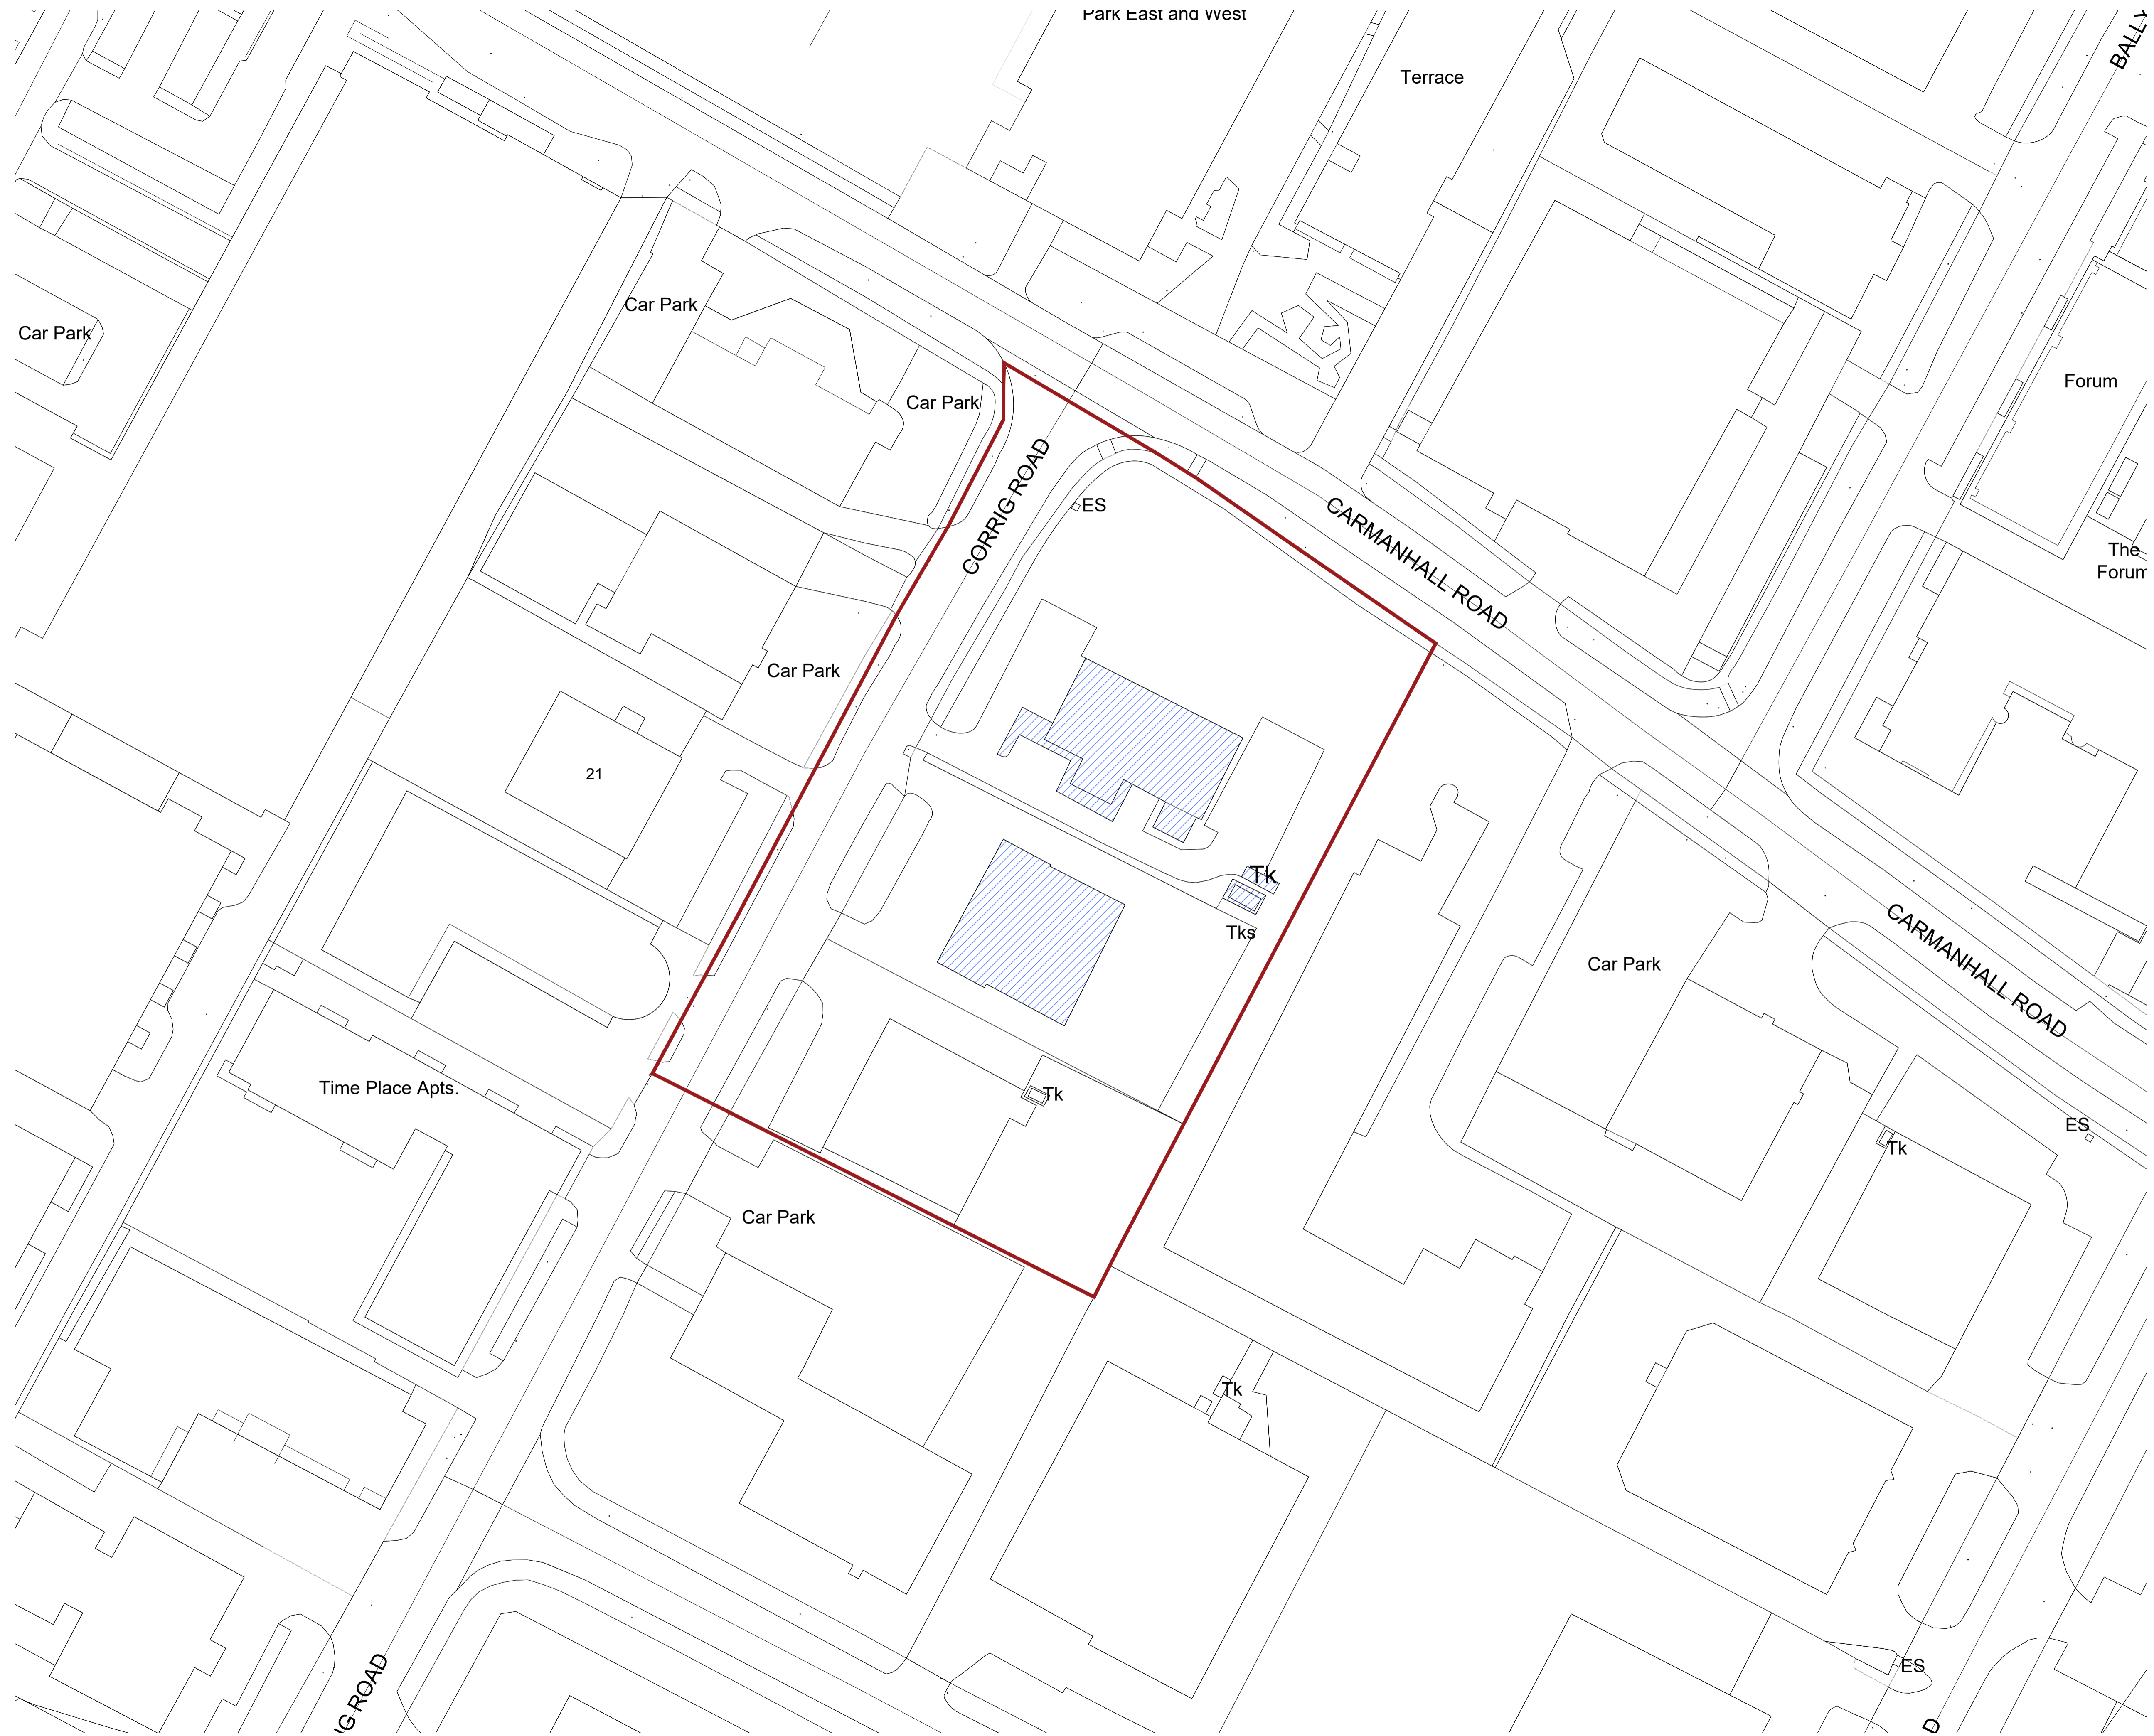 Park East and West
Terrace
BALLY
Car Park
Car Park
Forum
Car Park
CORRIG ROAD
ES
CARMANHALL ROAD
The
Forum
Car Park
21
Tk
Tks
CARMANHALL ROAD
Car Park
Time Place Apts.
Tk
ES
Tk
Car Park
Tk
ES
IG ROAD
D